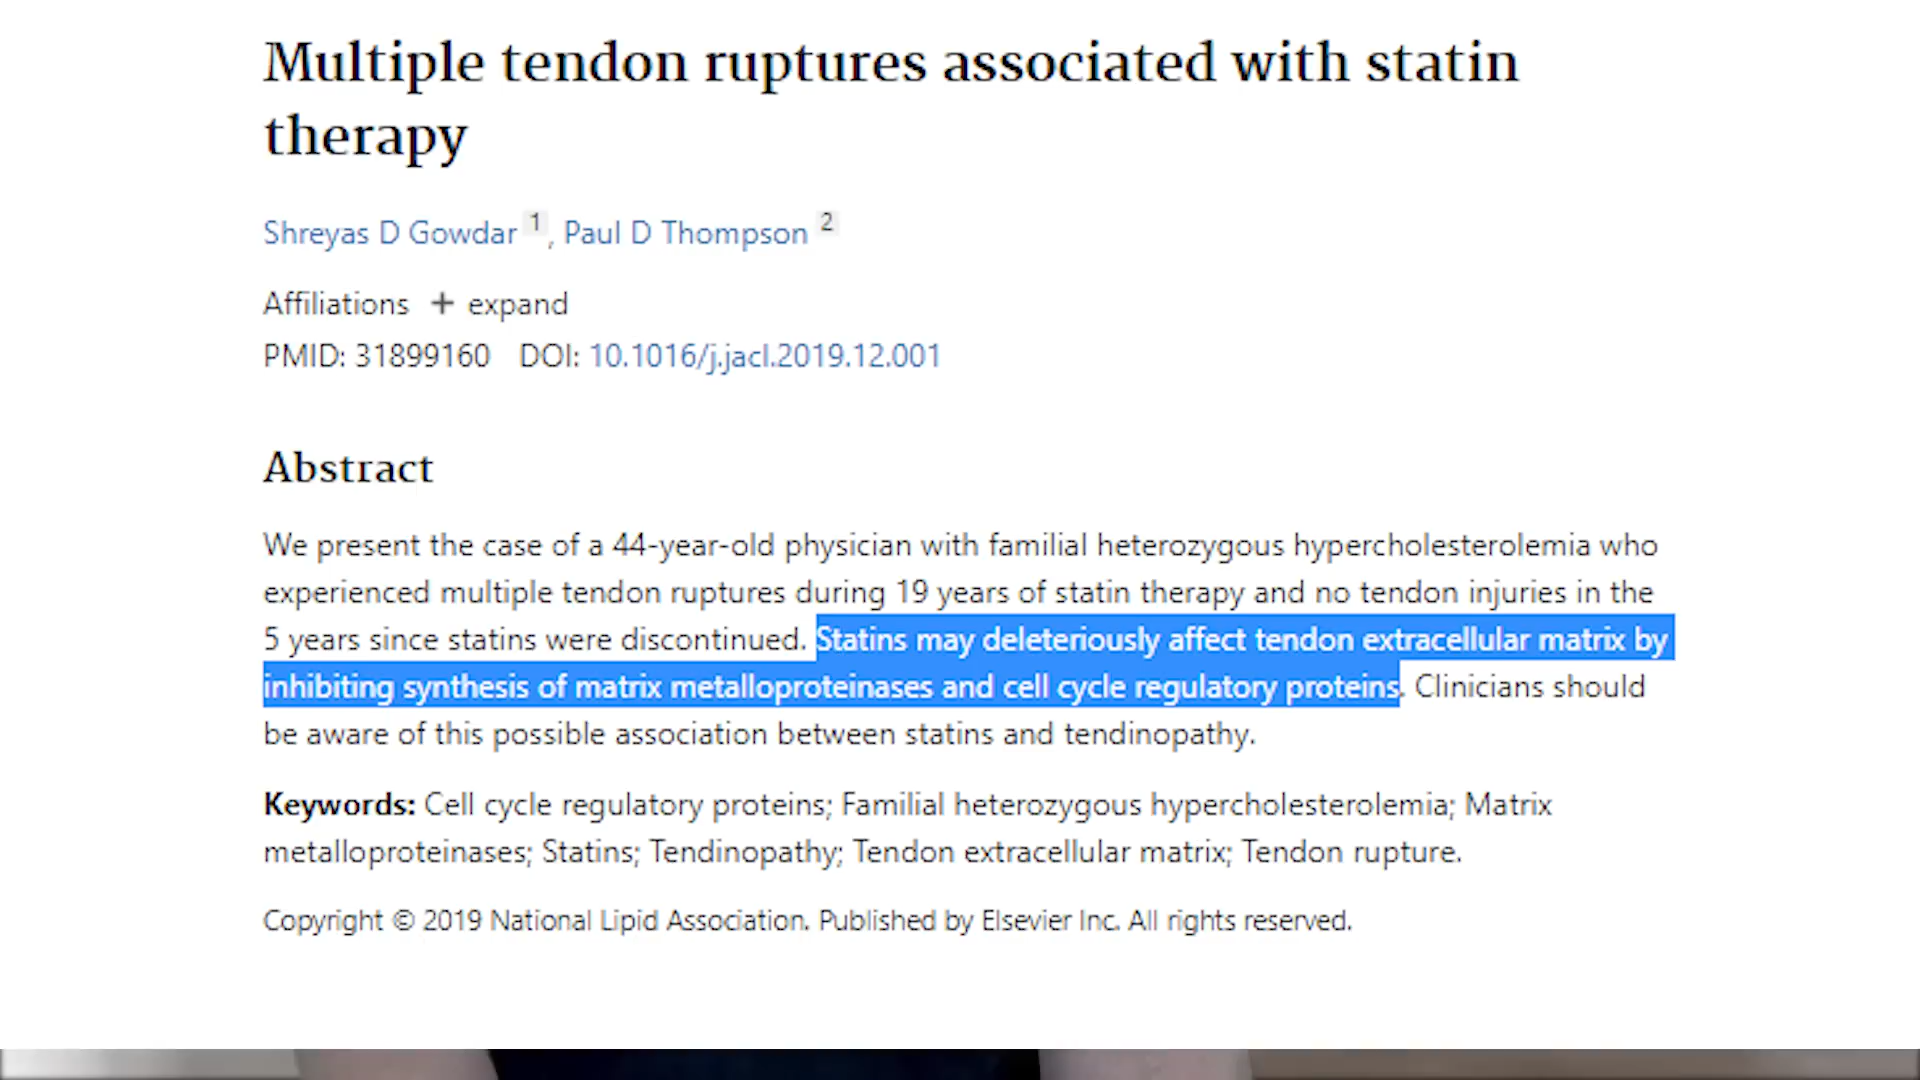 Multiple tendon ruptures associated with statin
therapy
Shreyas D Gowdar 1, Paul D Thompson 2
Affiliations + expand
PMID: 31899160 DOI: 10.1016/j.jacl.2019.12.001
Abstract
We present the case of a 44-year-old physician with familial heterozygous hypercholesterolemia who
experienced multiple tendon ruptures during 19 years of statin therapy and no tendon injuries in the
5 years since statins were discontinued. Statins may deleteriously affect tendon extracellular matrix by
inhibiting synthesis of matrix metalloproteinases and cell cycle regulatory proteins. Clinicians should
be aware of this possible association between statins and tendinopathy.
Keywords: Cell cycle regulatory proteins; Familial heterozygous hypercholesterolemia; Matrix
metalloproteinases; Statins; Tendinopathy; Tendon extracellular matrix; Tendon rupture.
Copyright © 2019 National Lipid Association. Published by Elsevier Inc. All rights reserved.